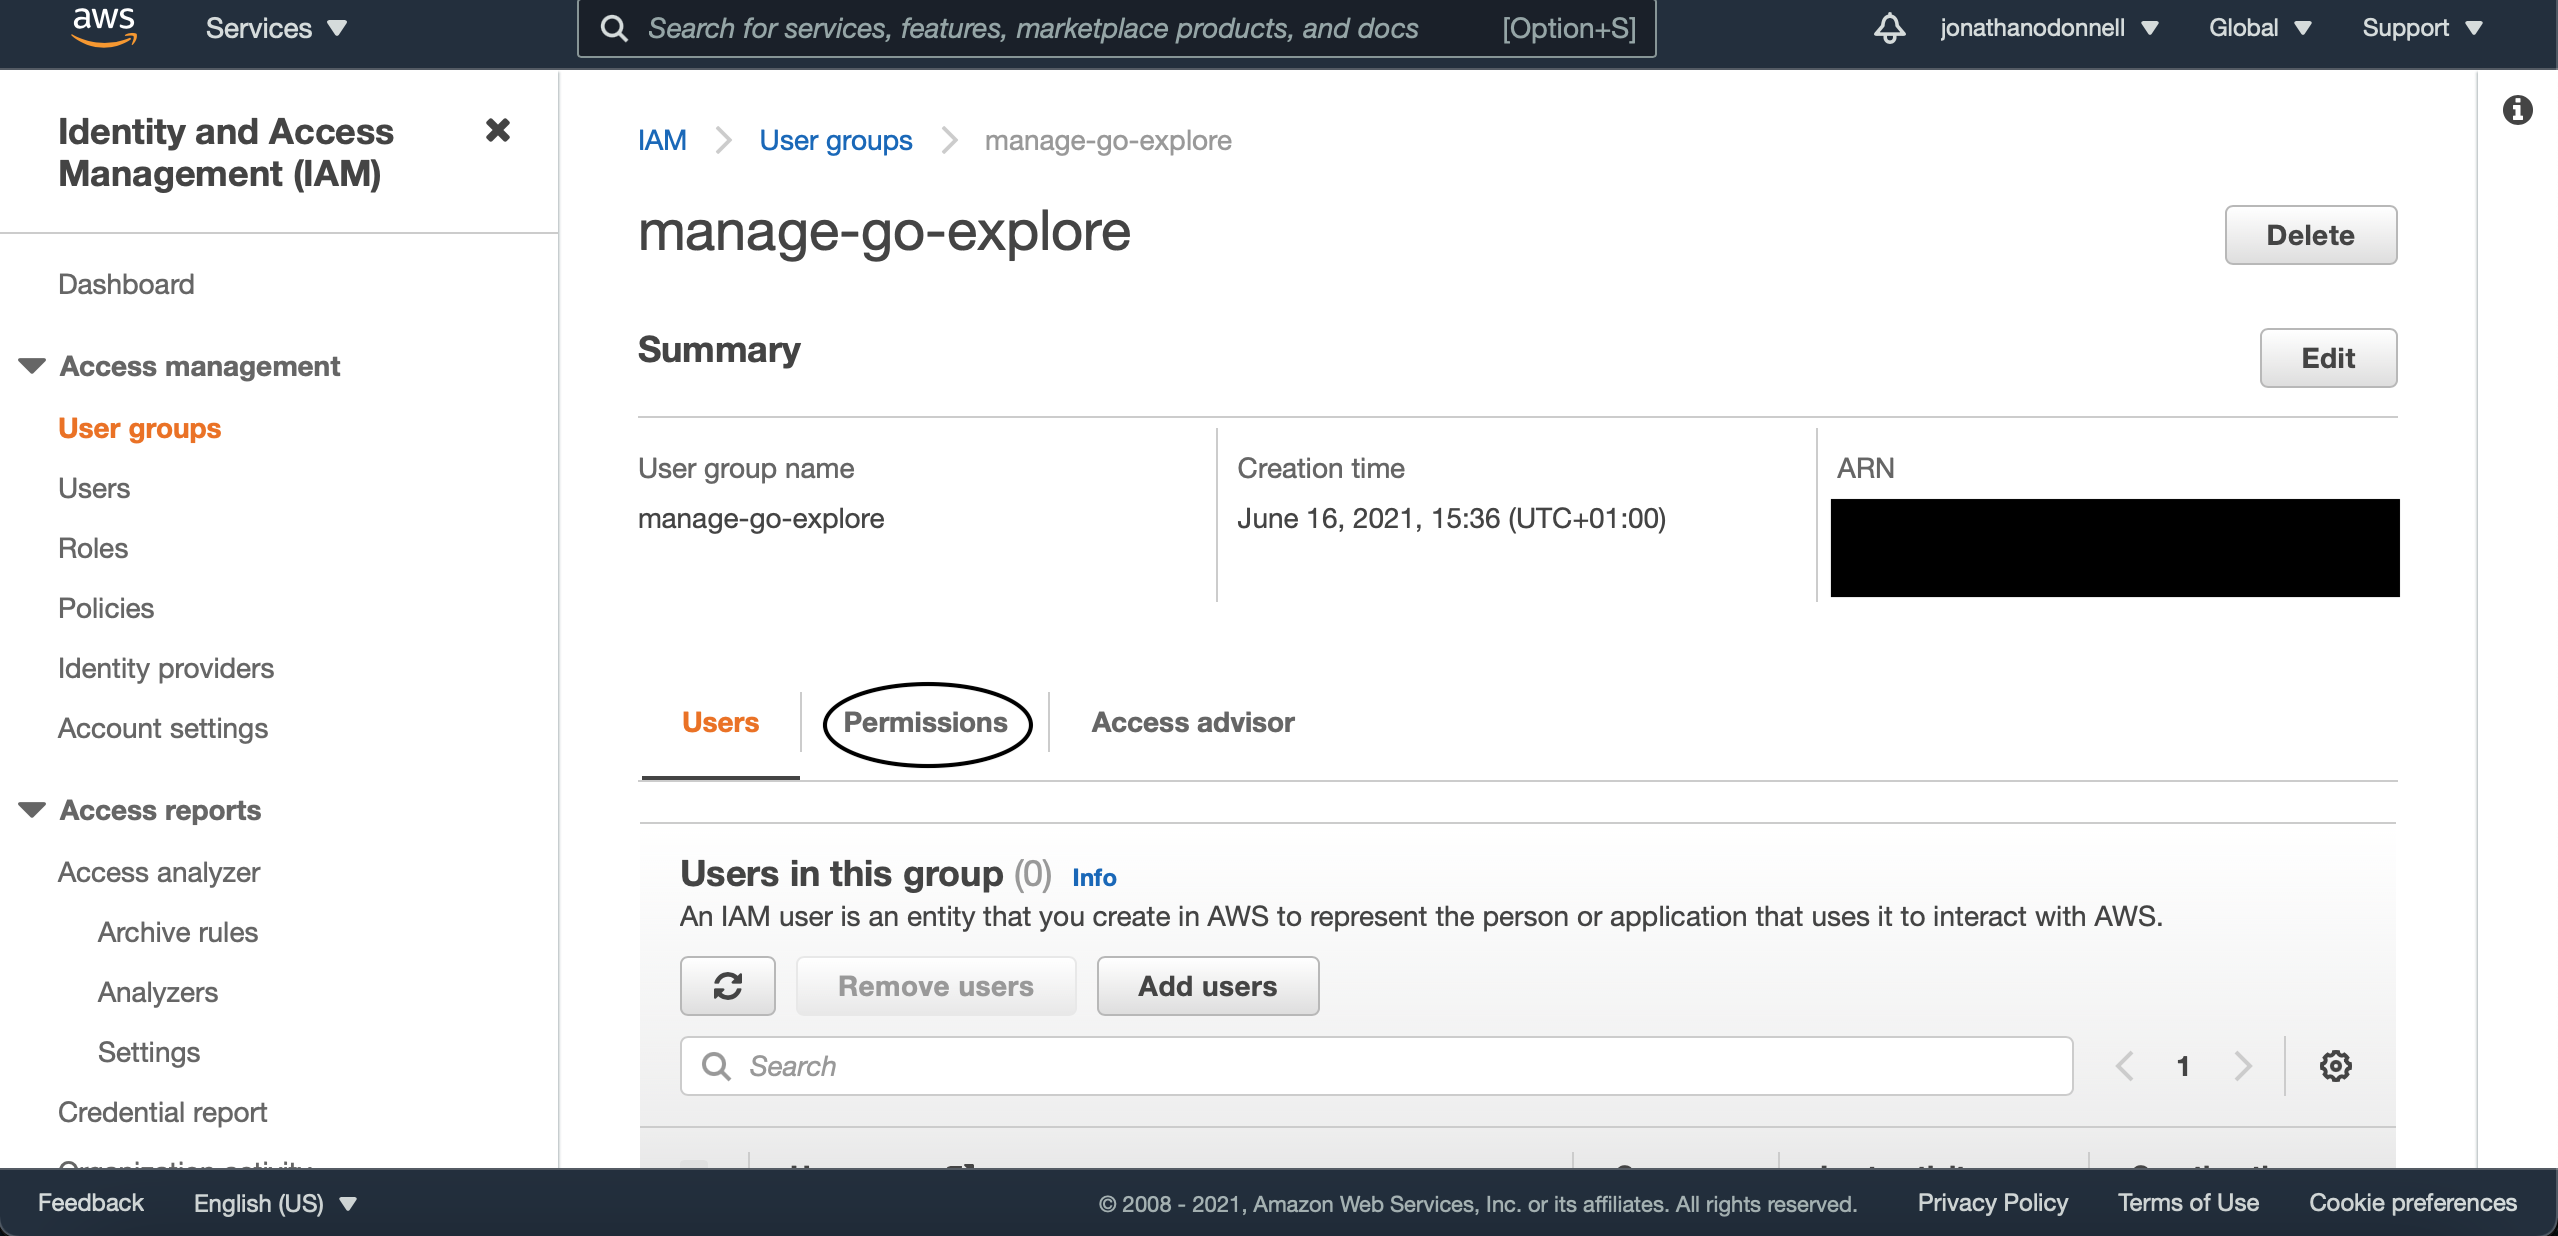 aws
Services
Search for services, features, marketplace products, and docs [Option+S]
jonathanodonnell
Global
Support
Identity and Access
Management (IAM)
Dashboard
Access management
User groups
Users
Roles
Policies
Identity providers
Account settings
Access reports
Access analyzer
Archive rules
Analyzers
Settings
Credential report
Organization activity
IAM
User groups
manage-go-explore
manage-go-explore
Delete
Summary
Edit
User group name
manage-go-explore
Creation time
June 16, 2021, 15:36 (UTC+01:00)
ARN
Users
Permissions
Access advisor
Users in this group (0) Info
An IAM user is an entity that you create in AWS to represent the person or application that uses it to interact with AWS.
Remove users
Add users
Search
1
Feedback
English (US)
© 2008 - 2021, Amazon Web Services, Inc. or its affiliates. All rights reserved.
Privacy Policy
Terms of Use
Cookie preferences